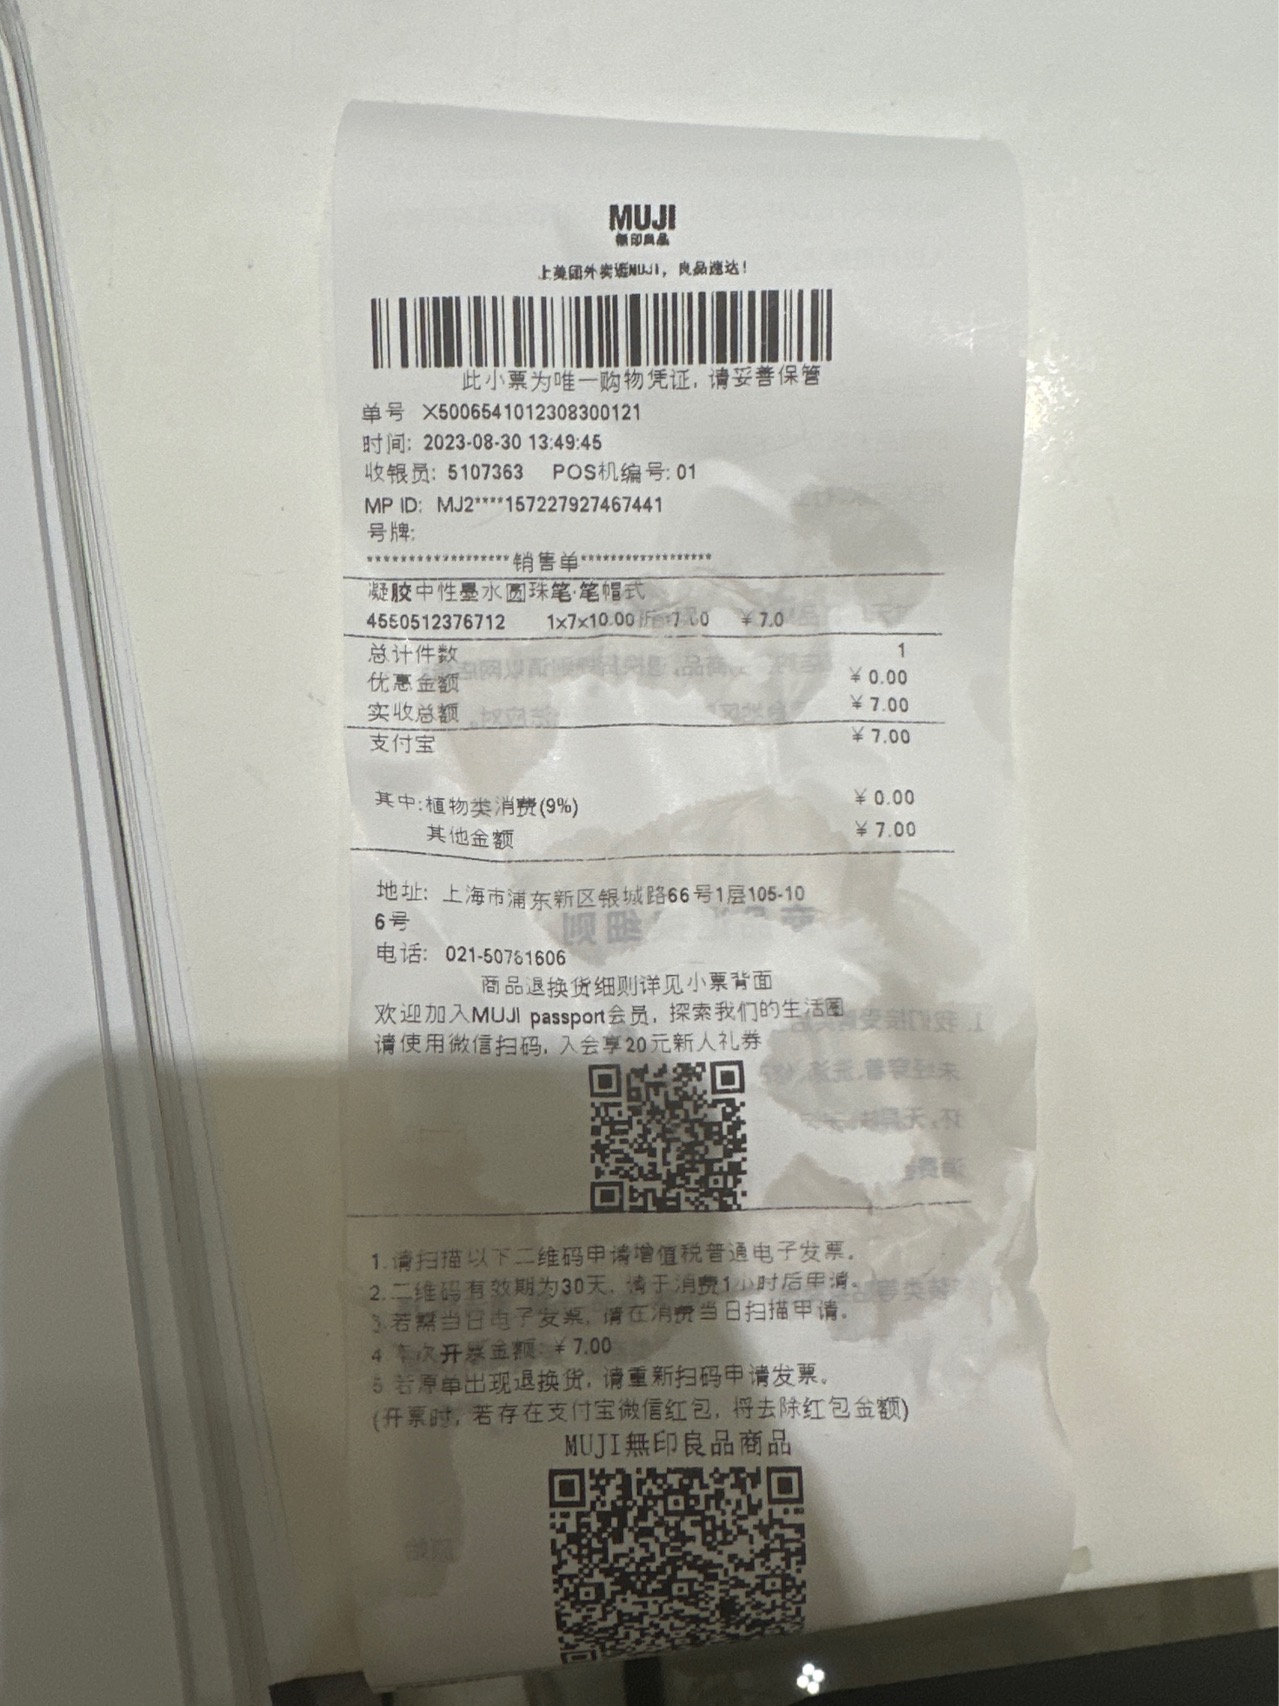 MUJI
無印良品
上美团外卖逛MUJI，良品速达！
此小票为唯一购物凭证，请妥善保管
单号 X5006541012308300121
时间：2023-08-30 13:49:45
收银员：5107363 POS机编号：01
MP ID: MJ2****157227927467441
号牌：
******************销售单******************
凝胶中性墨水圆珠笔·笔帽式
4550512376712 1x7x10.00 ￥7.0
总计件数 1
优惠金额 ￥0.00
实收总额 ￥7.00
支付宝 ￥7.00
其中：植物类消费(9%) ￥0.00
其他金额 ￥7.00
地址：上海市浦东新区银城路66号1层105-10
6号
电话：021-50781606
商品退换货细则详见小票背面
欢迎加入MUJI passport会员，探索我们的生活圈
请使用微信扫码，入会享20元新人礼券
1.请扫描以下二维码申请增值税普通电子发票。
2.二维码有效期为30天，请于消费1小时后申请。
3.若需当日电子发票，请在消费当日扫描申请。
4 本次开票金额：￥7.00
5 若原单出现退换货，请重新扫码申请发票。
(开票时，若存在支付宝微信红包，将去除红包金额)
MUJI無印良品商品